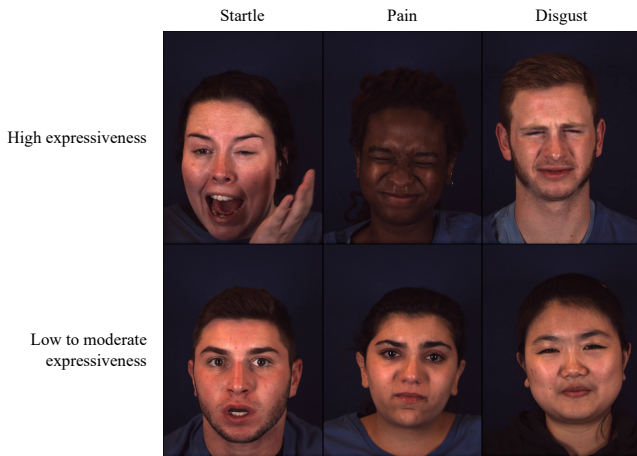 Startle Pain Disgust
High expressiveness
Low to moderate
expressiveness